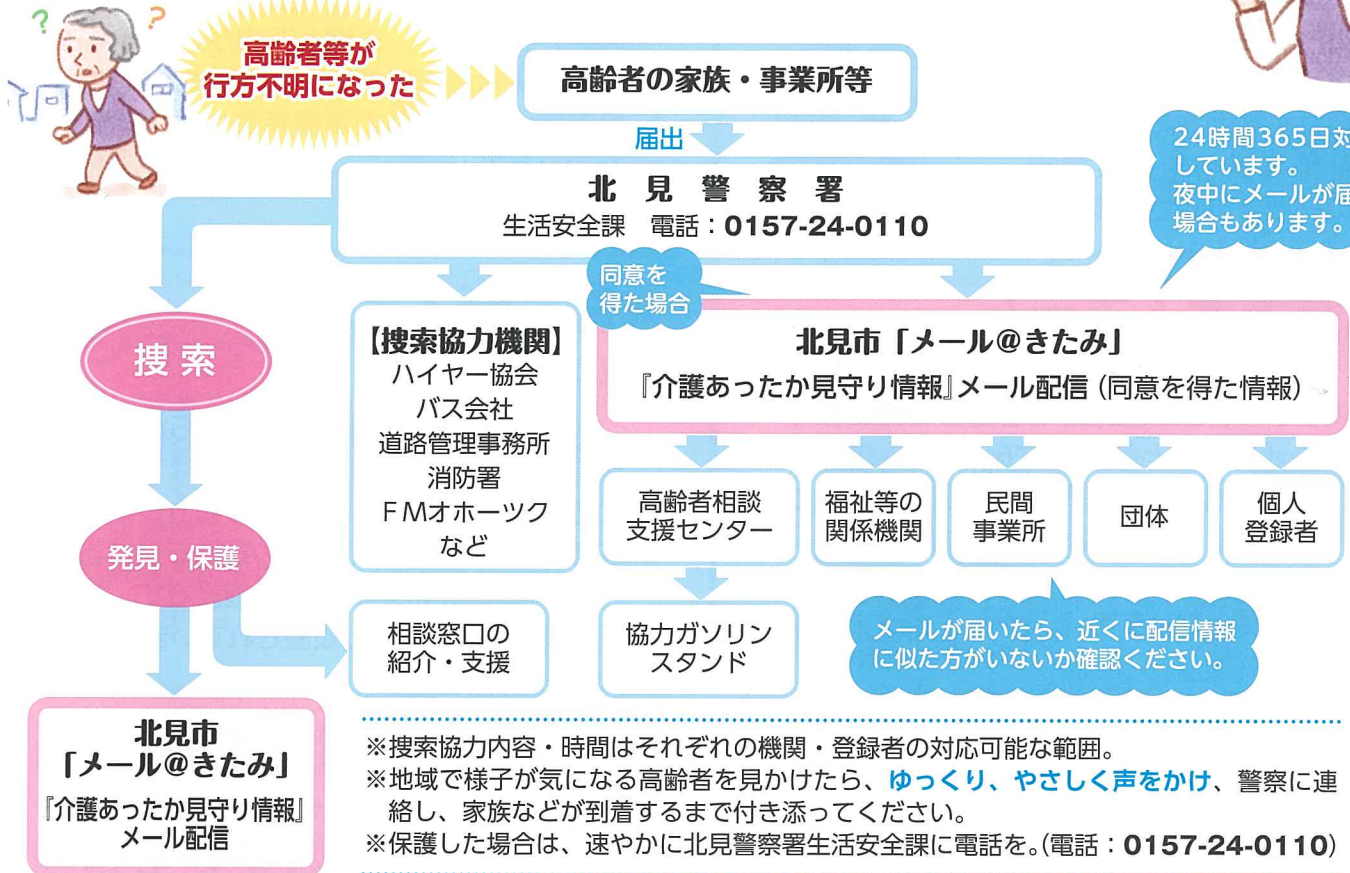 ? ?
高齢者等が
行方不明になった
高齢者の家族・事業所等
届出
24時間365日対
しています。
夜中にメールが届
場合もあります。
北見警察署
生活安全課 電話：0157-24-0110
同意を
得た場合
捜索
【捜索協力機関】
ハイヤー協会
バス会社
道路管理事務所
消防署
ＦＭオホーツク
など
北見市「メール@きたみ」
『介護あったか見守り情報』メール配信（同意を得た情報）
高齢者相談
支援センター
福祉等の
関係機関
民間
事業所
団体
個人
登録者
発見・保護
相談窓口の
紹介・支援
協力ガソリン
スタンド
メールが届いたら、近くに配信情報
に似た方がいないか確認ください。
北見市
「メール@きたみ」
『介護あったか見守り情報』
メール配信
※捜索協力内容・時間はそれぞれの機関・登録者の対応可能な範囲。
※地域で様子が気になる高齢者を見かけたら、ゆっくり、やさしく声をかけ、警察に連
絡し、家族などが到着するまで付き添ってください。
※保護した場合は、速やかに北見警察署生活安全課に電話を。（電話：0157-24-0110）